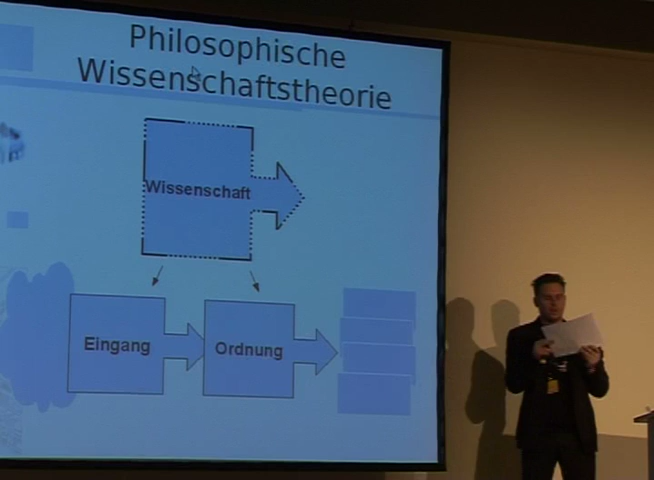 Philosophische
Wissenschaftstheorie
Wissenschaft
Eingang
Ordnung